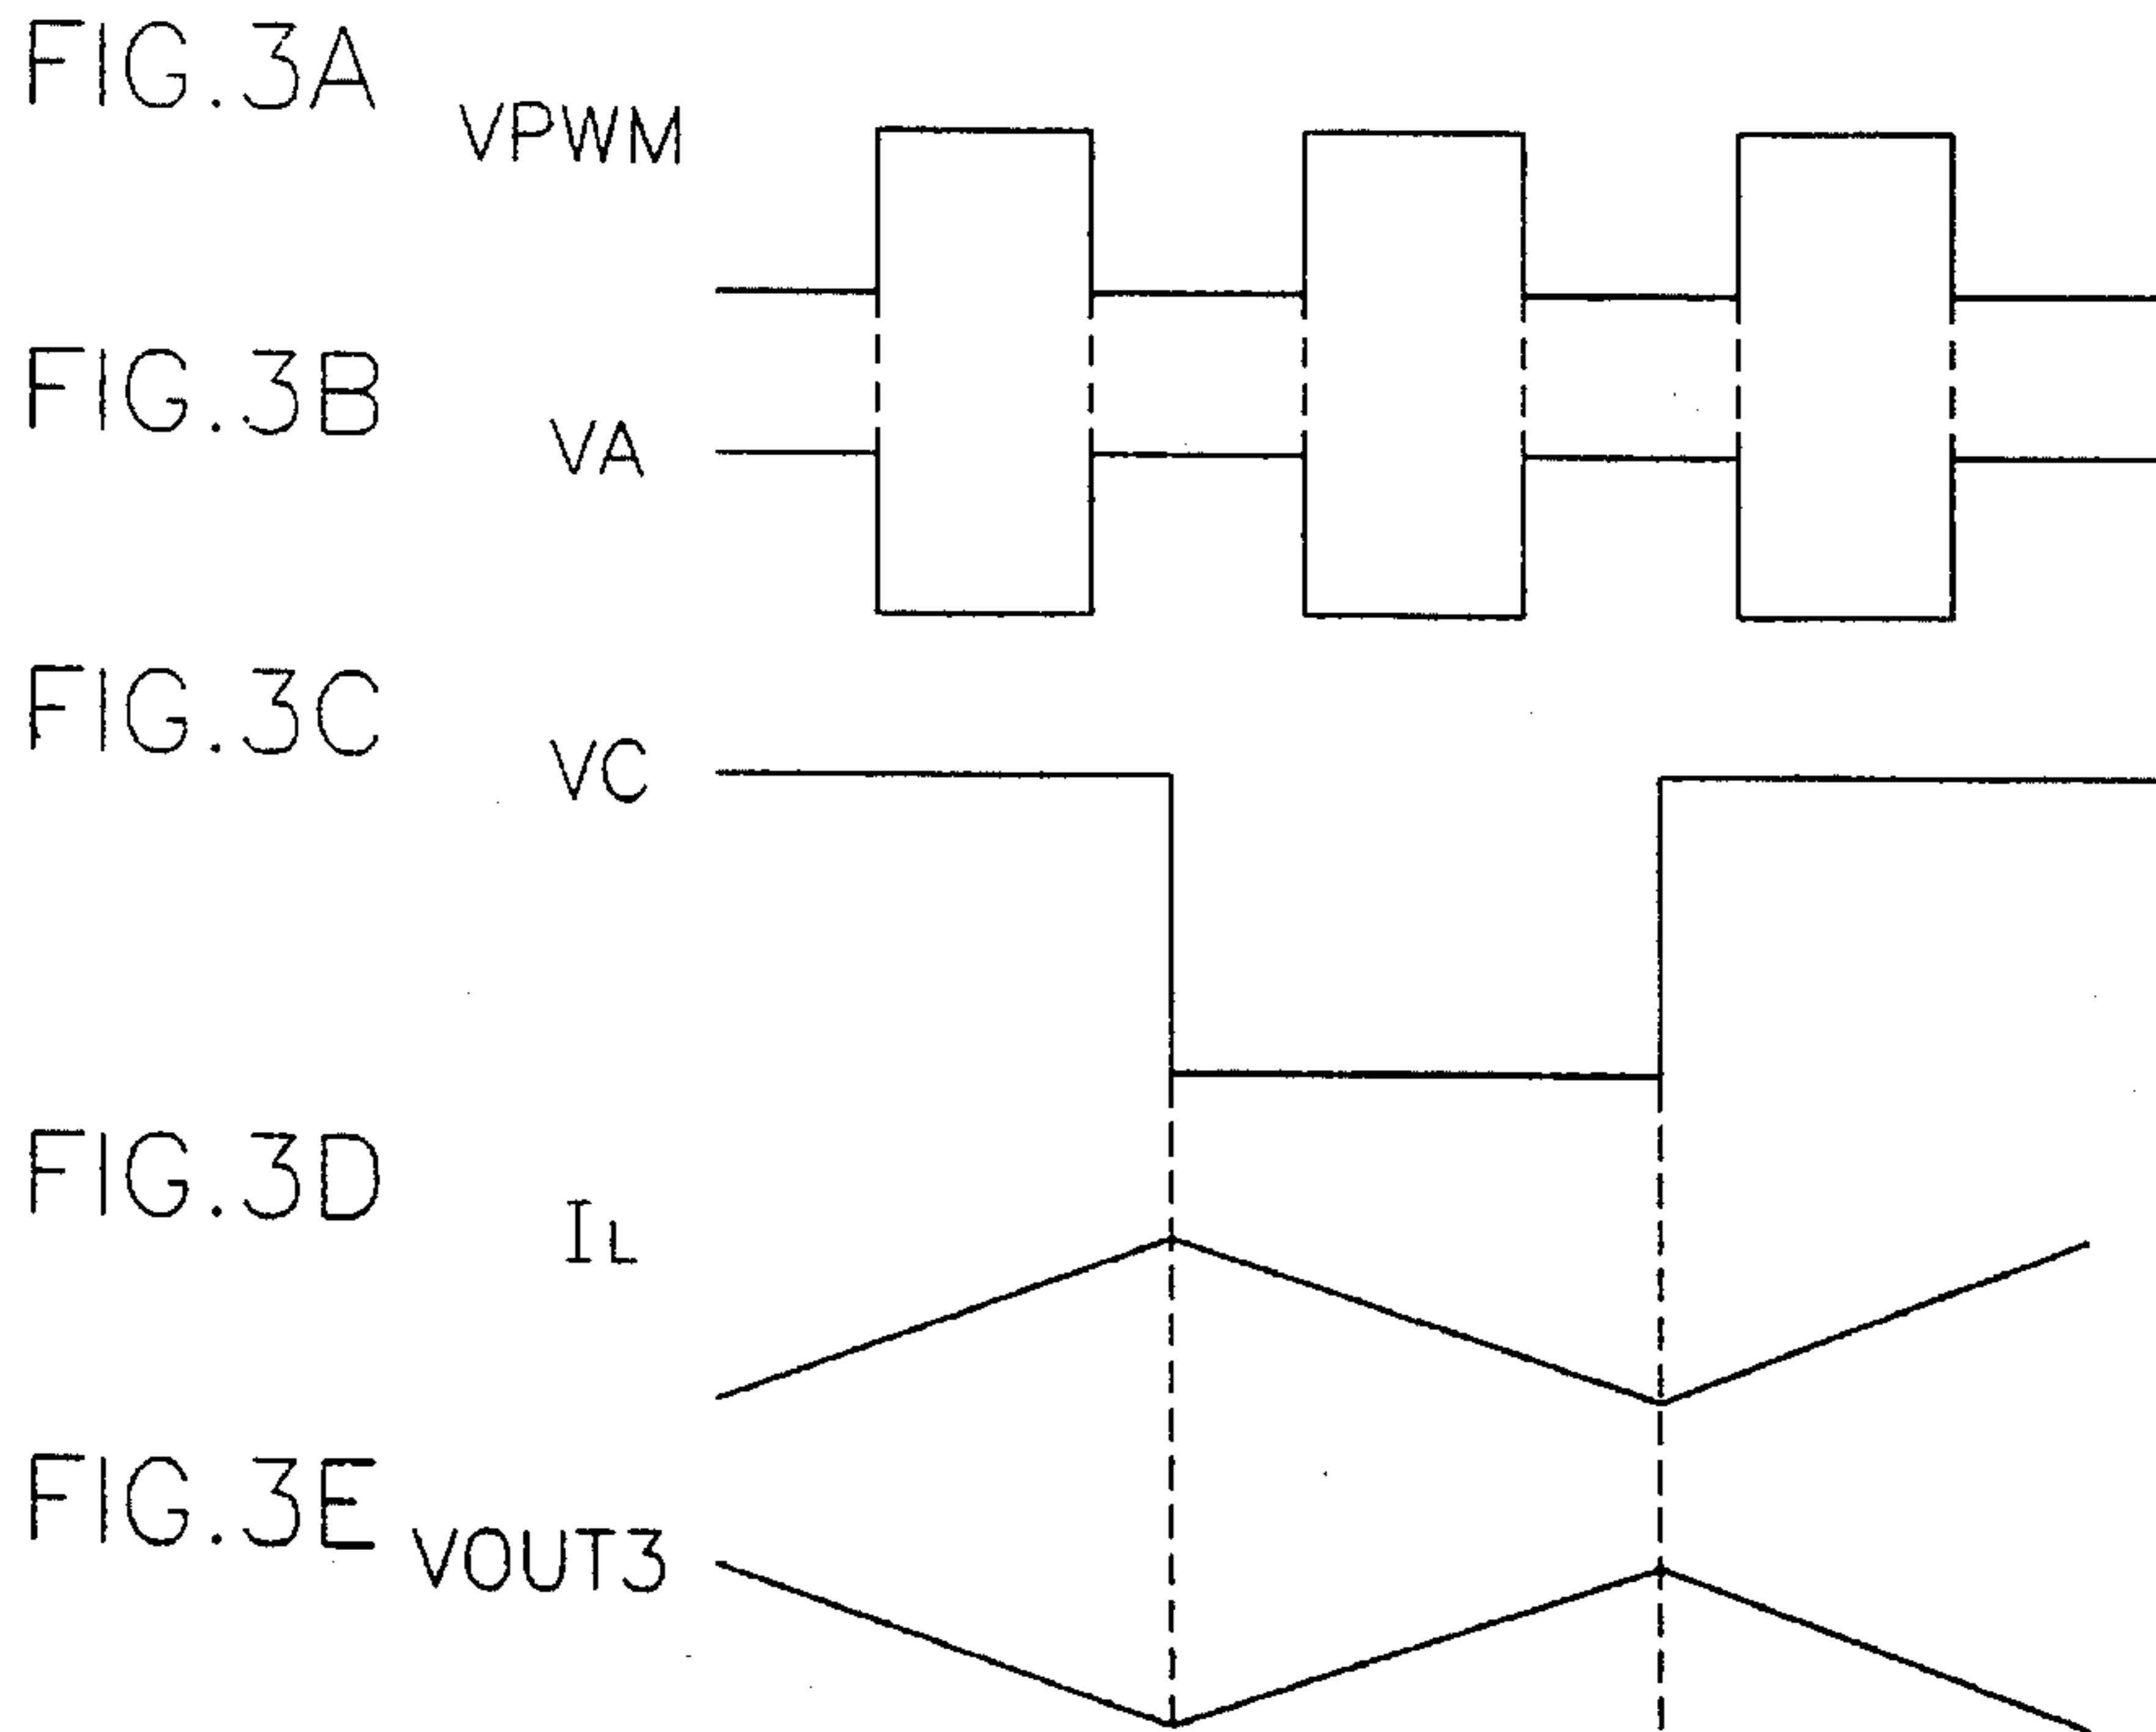 FIG.3A
VPWM
FIG.3B
VA
FIG.3C
VC
FIG.3D
IL
FIG.3E
VOUT3